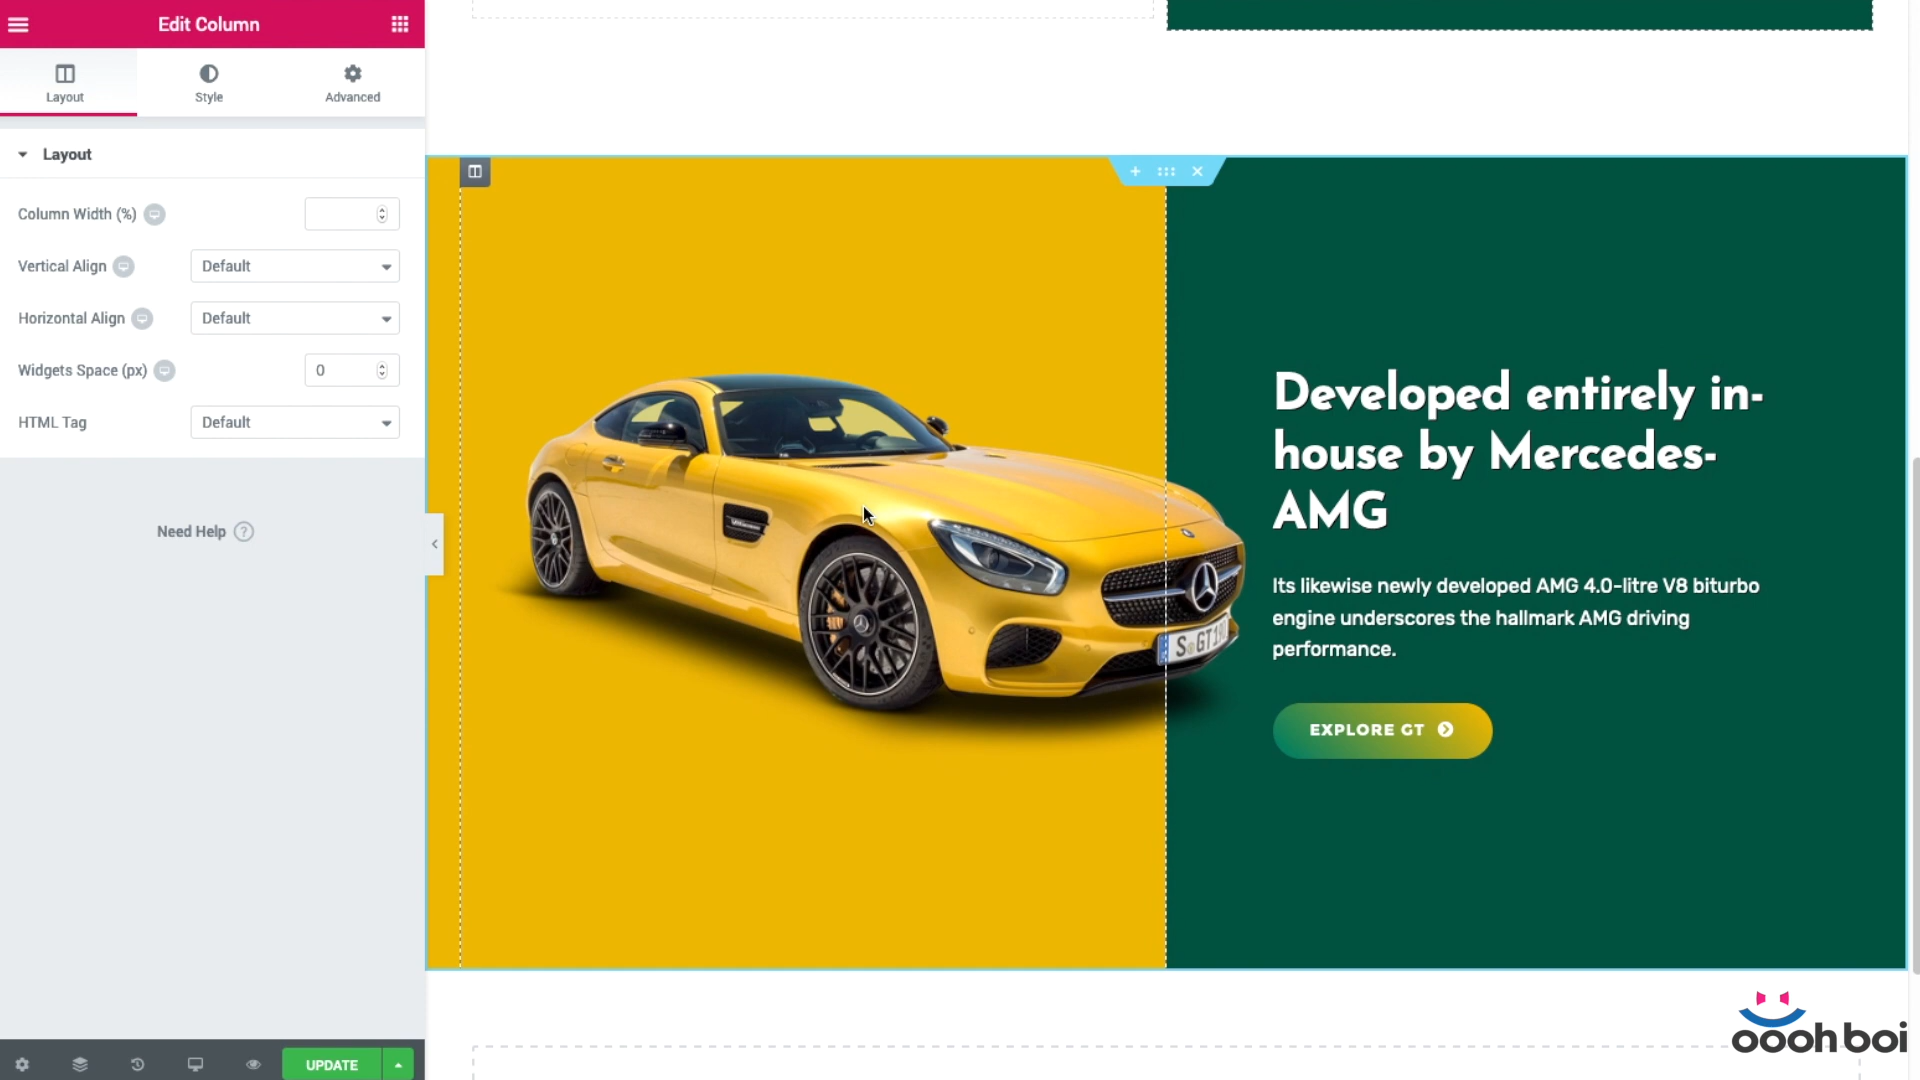 Edit Column
Layout
Style
Advanced
Layout
Column Width (%)
Vertical Align
Default
Horizontal Align
Default
Widgets Space (px)
0
HTML Tag
Default
Need Help ?
UPDATE
Developed entirely in-
house by Mercedes-
AMG
Its likewise newly developed AMG 4.0-litre V8 biturbo
engine underscores the hallmark AMG driving
performance.
EXPLORE GT
ooohboi